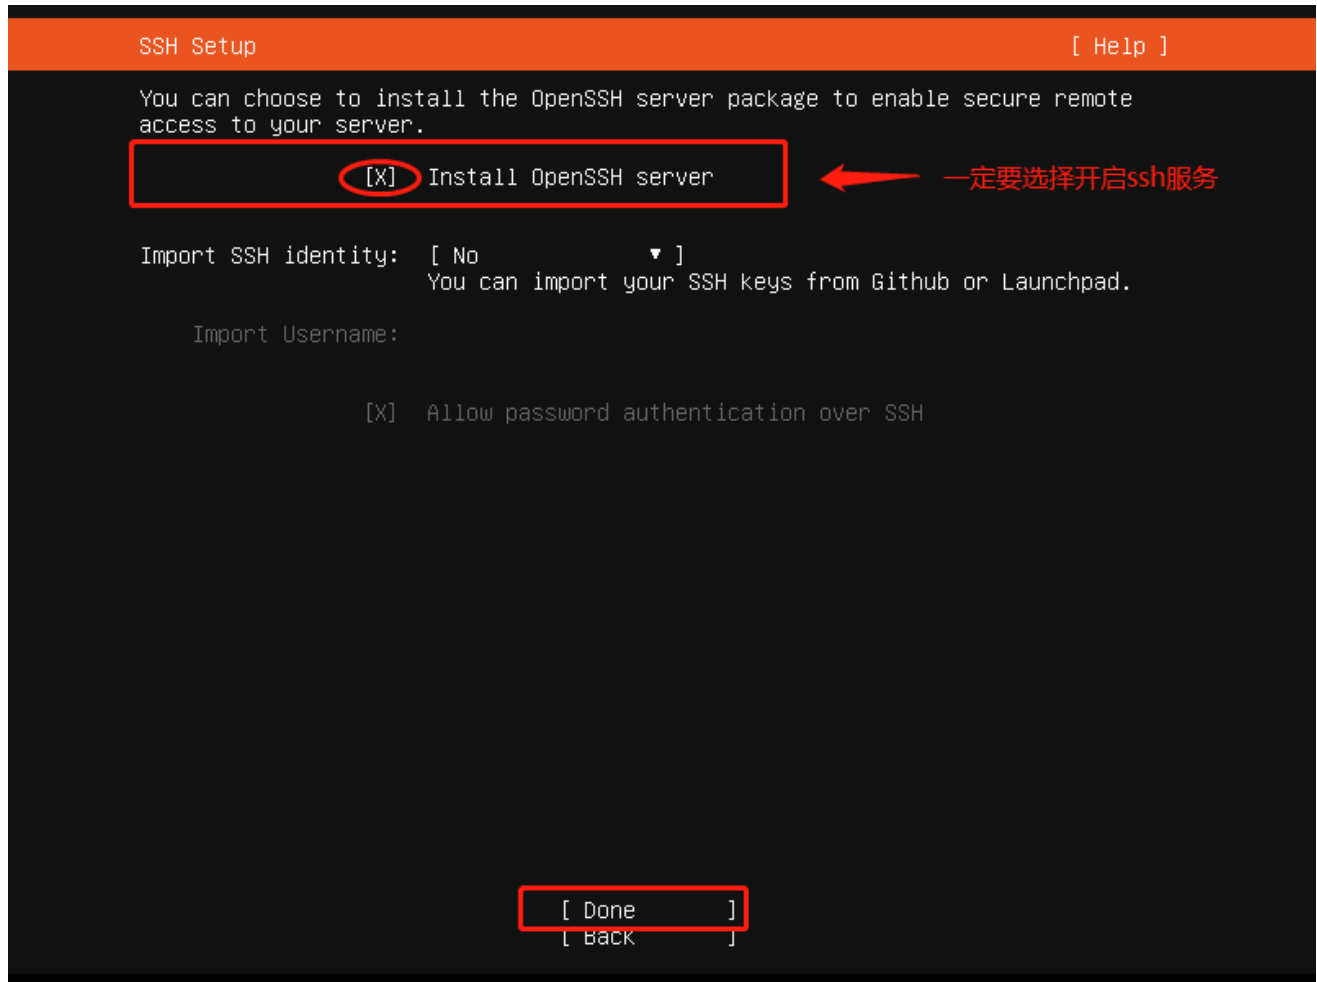 SSH Setup [ Help ]
You can choose to install the OpenSSH server package to enable secure remote
access to your server.
[X] Install OpenSSH server
一定要选择开启ssh服务
Import SSH identity: [ No ▼ ]
You can import your SSH keys from Github or Launchpad.
Import Username:
[X] Allow password authentication over SSH
[ Done ]
[ Back ]